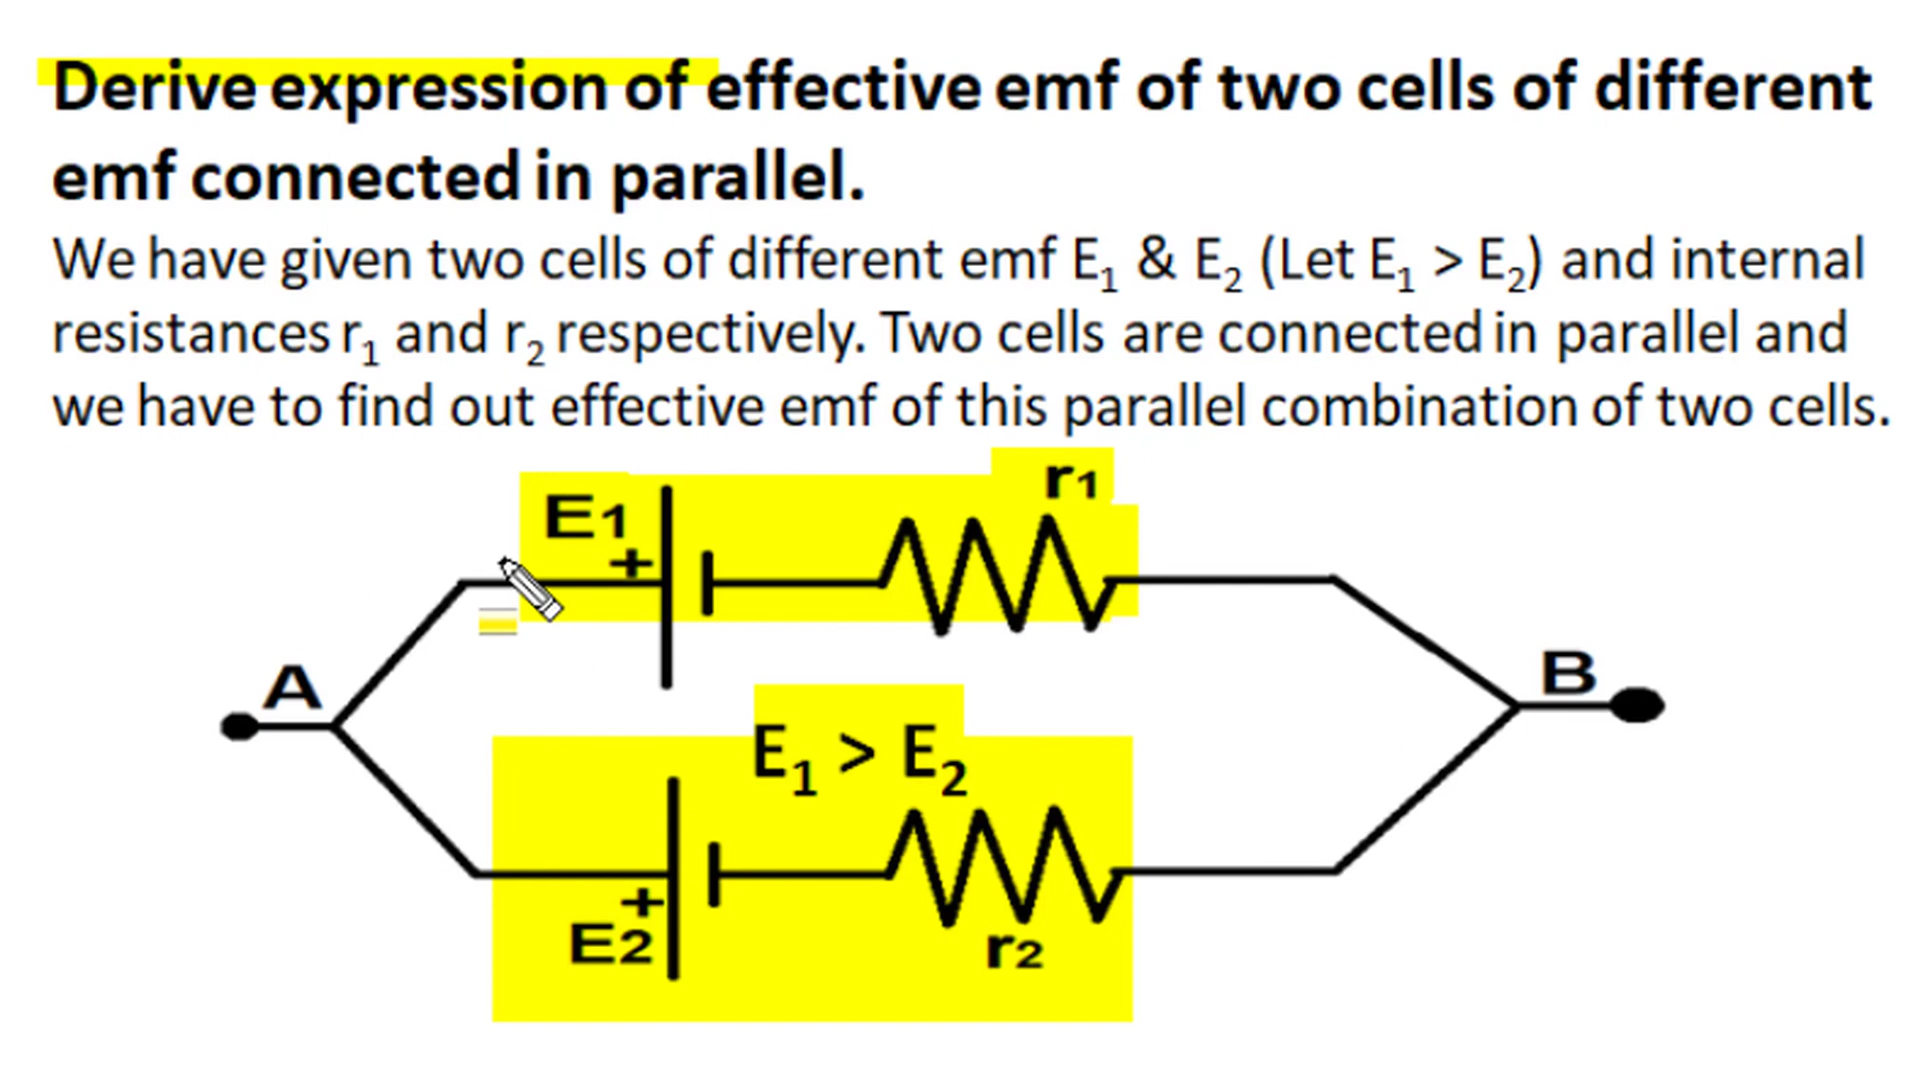 Derive expression of effective emf of two cells of different
emf connected in parallel.
We have given two cells of different emf E₁ & E₂ (Let E₁ > E₂) and internal
resistances r₁ and r₂ respectively. Two cells are connected in parallel and
we have to find out effective emf of this parallel combination of two cells.
r1
E1
+
A
B
E₁ > E₂
+
E2
r2